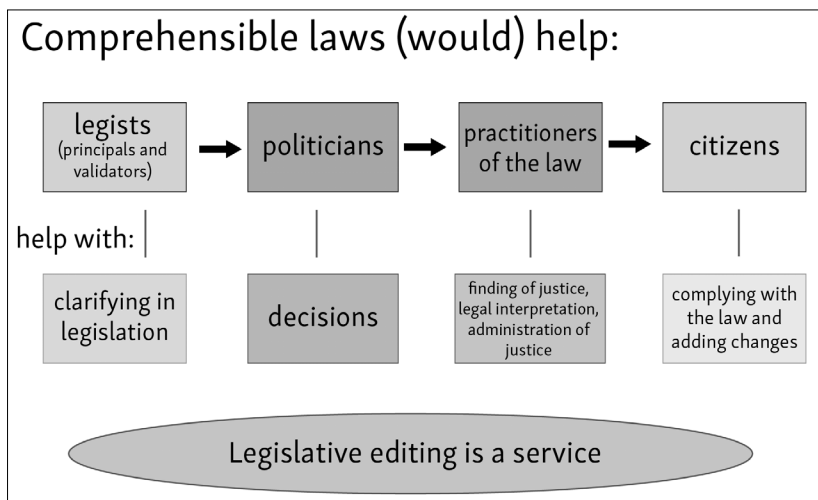 Comprehensible laws (would) help:
legists
(principals and
validators)
politicians
practitioners
of the law
citizens
help with:
clarifying in
legislation
decisions
finding of justice,
legal interpretation,
administration of
justice
complying with
the law and
adding changes
Legislative editing is a service